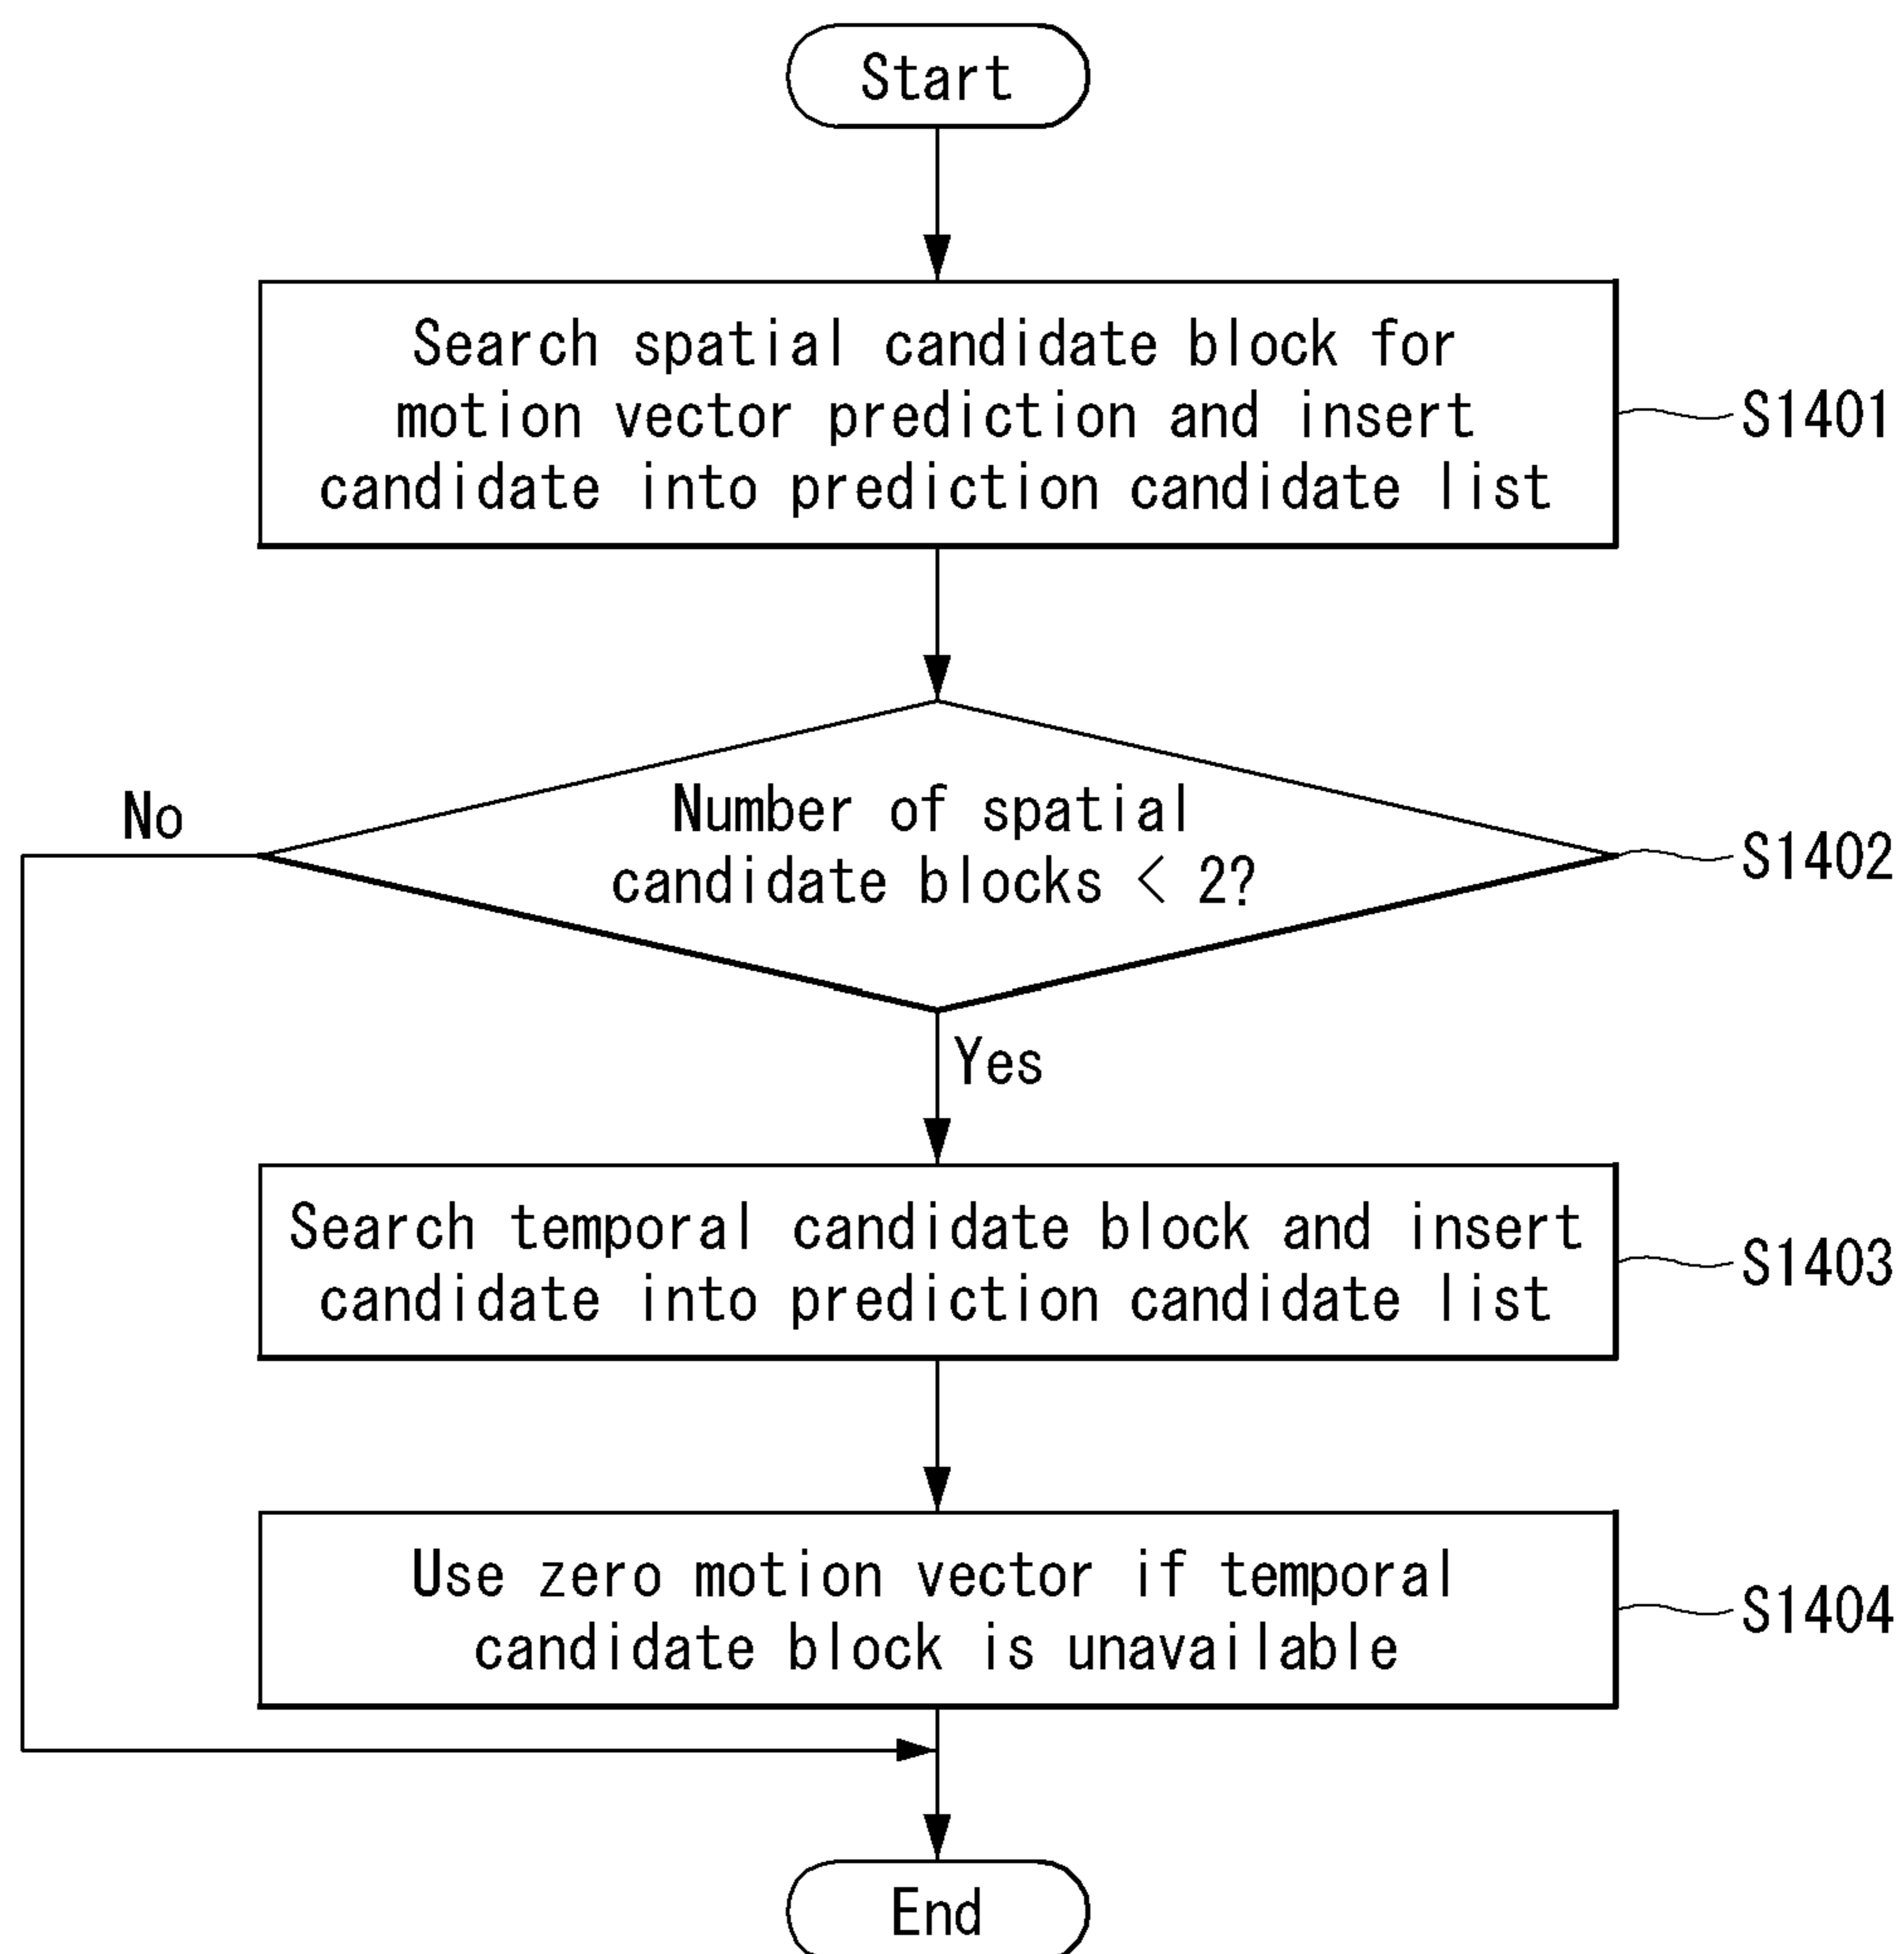 Start
Search spatial candidate block for
motion vector prediction and insert
candidate into prediction candidate list
S1401
No
Number of spatial
candidate blocks < 2?
S1402
Yes
Search temporal candidate block and insert
candidate into prediction candidate list
S1403
Use zero motion vector if temporal
candidate block is unavailable
S1404
End